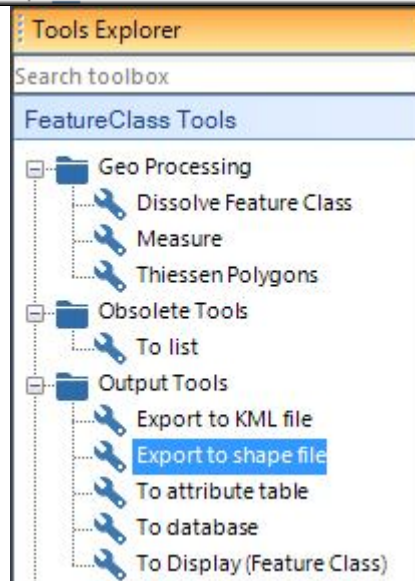 Tools Explorer
Search toolbox
FeatureClass Tools
Geo Processing
Dissolve Feature Class
Measure
Thiessen Polygons
Obsolete Tools
To list
Output Tools
Export to KML file
Export to shape file
To attribute table
To database
To Display (Feature Class)